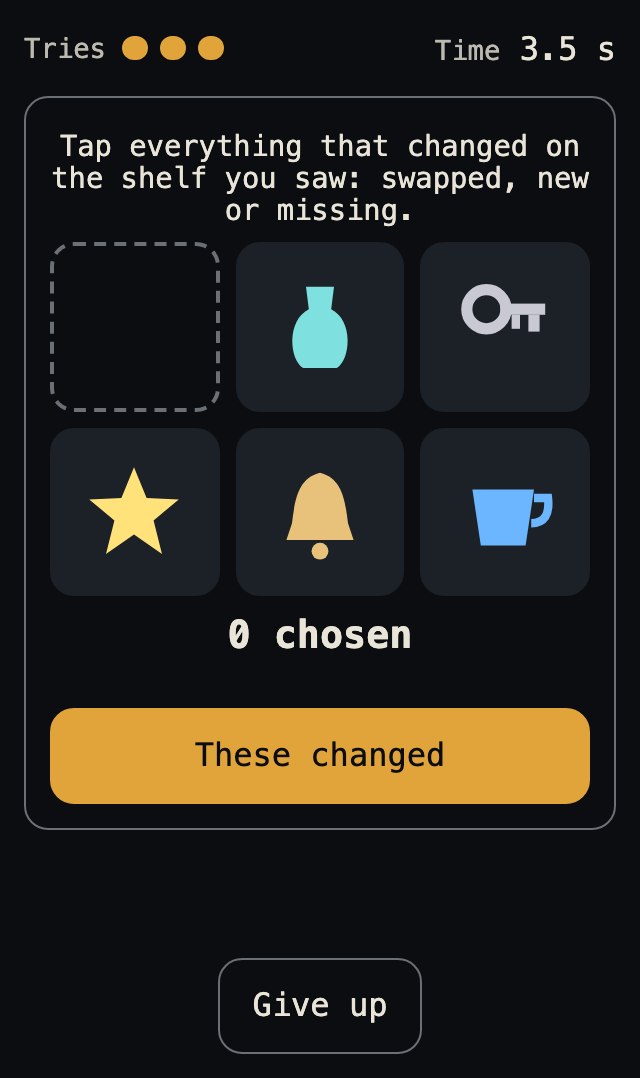 Tries
Time 3.5 s
Tap everything that changed on
the shelf you saw: swapped, new
or missing.
0 chosen
These changed
Give up